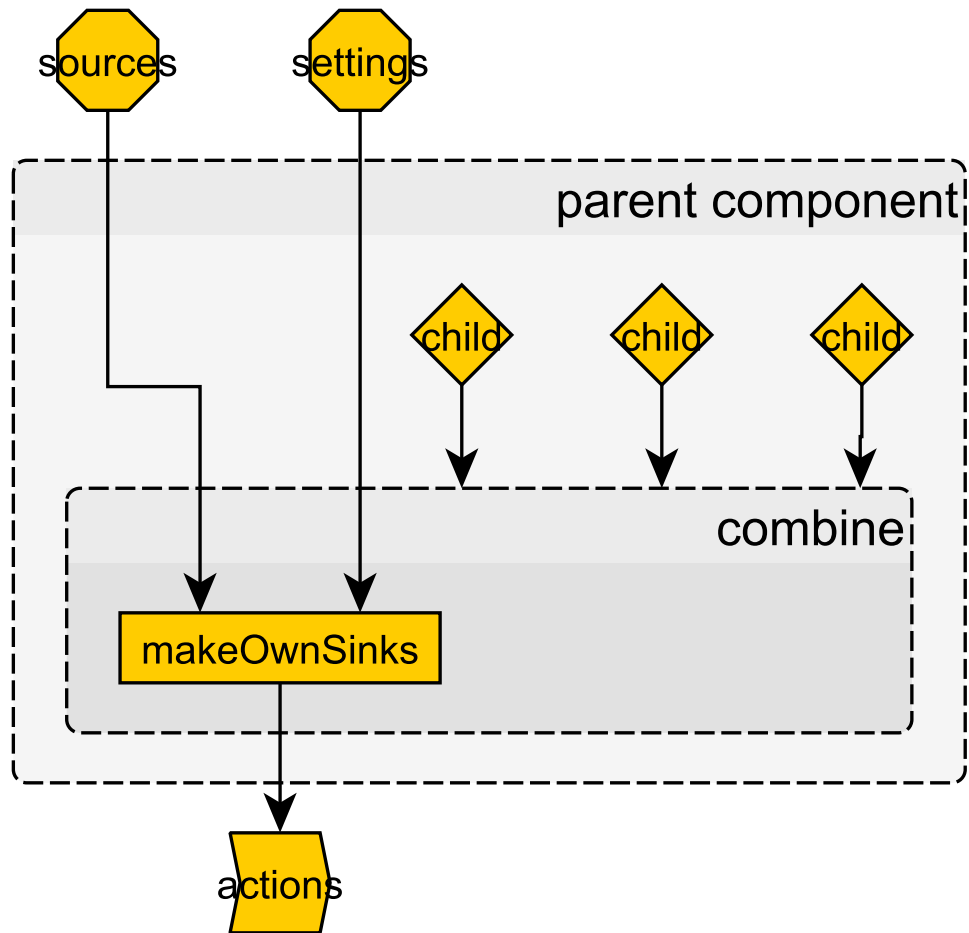 sources
settings
parent component
child
child
child
combine
makeOwnSinks
actions